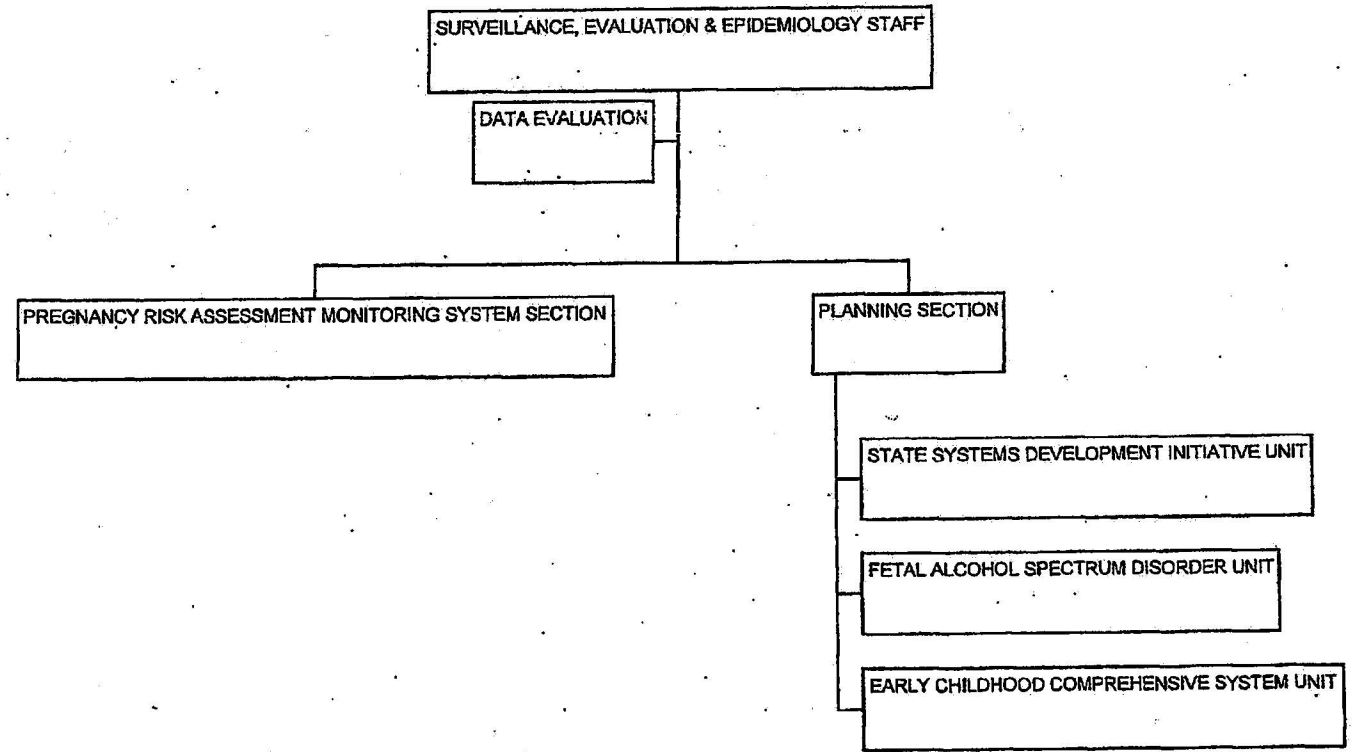 SURVEILLANCE, EVALUATION & EPIDEMIOLOGY STAFF
DATA EVALUATION
PREGNANCY RISK ASSESSMENT MONITORING SYSTEM SECTION
PLANNING SECTION
STATE SYSTEMS DEVELOPMENT INITIATIVE UNIT
FETAL ALCOHOL SPECTRUM DISORDER UNIT
EARLY CHILDHOOD COMPREHENSIVE SYSTEM UNIT